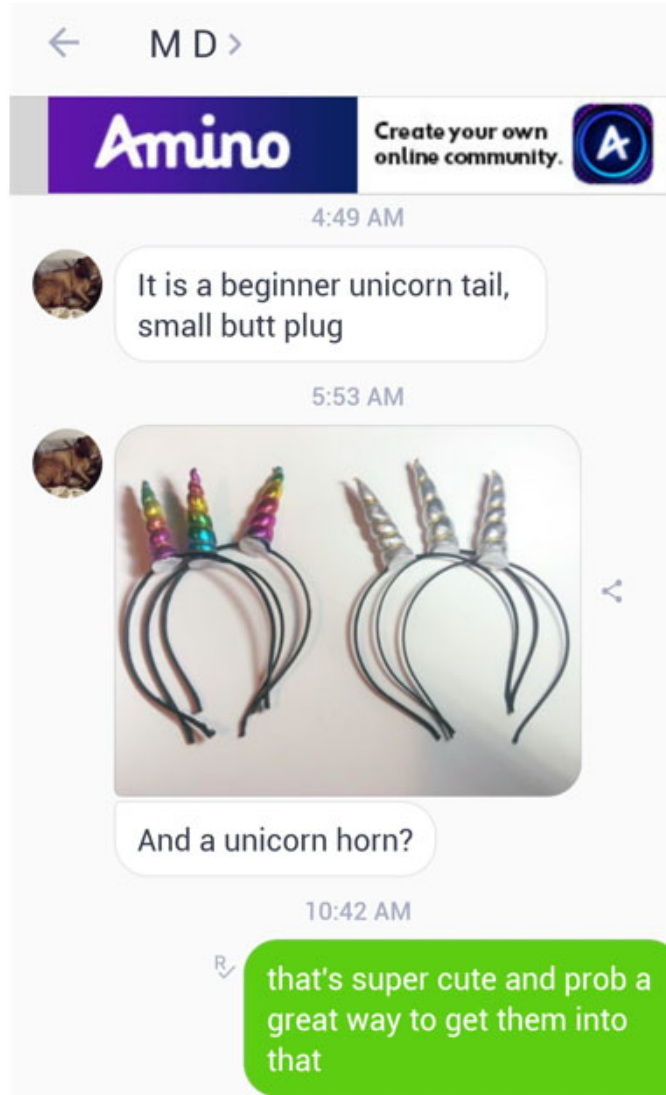 M D
Amino
Create your own
online community.
4:49 AM
It is a beginner unicorn tail,
small butt plug
5:53 AM
And a unicorn horn?
10:42 AM
R
that's super cute and prob a
great way to get them into
that